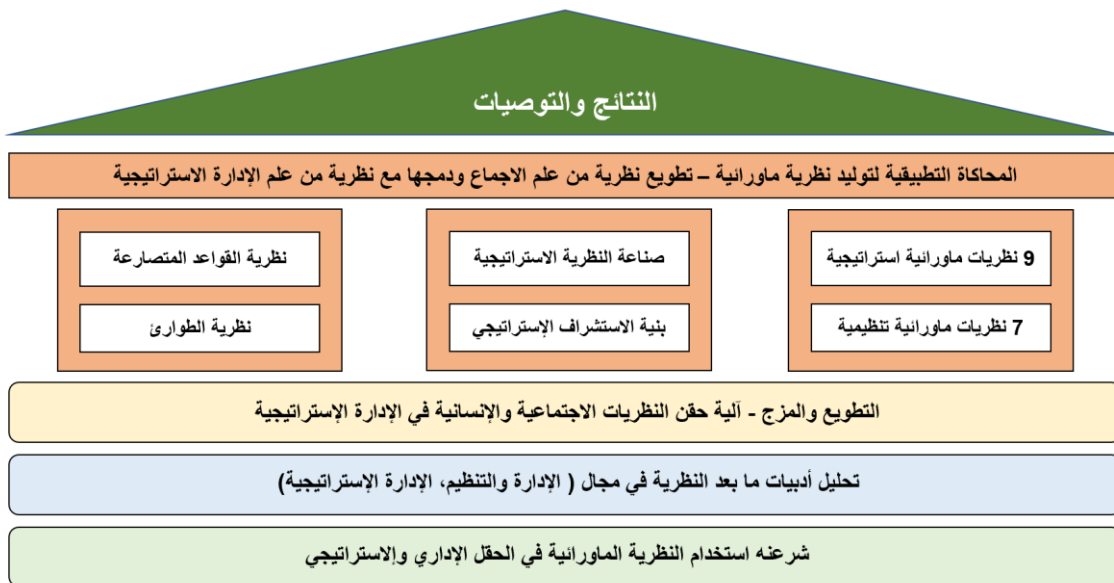 النتائج والتوصيات
المحاكاة التطبيقية لتوليد نظرية ماورائية – تطويع نظرية من علم الاجماع ودمجها مع نظرية من علم الإدارة الاستراتيجية
9 نظريات ماورائية استراتيجية
7 نظريات ماورائية تنظيمية
صناعة النظرية الاستراتيجية
بنية الاستشراف الإستراتيجي
نظرية القواعد المتصارعة
نظرية الطوارئ
التطويع والمزج - آلية حقن النظريات الاجتماعية والإنسانية في الإدارة الإستراتيجية
تحليل أدبيات ما بعد النظرية في مجال ( الإدارة والتنظيم، الإدارة الإستراتيجية)
شرعنه استخدام النظرية الماورائية في الحقل الإداري وإلاستراتيجي